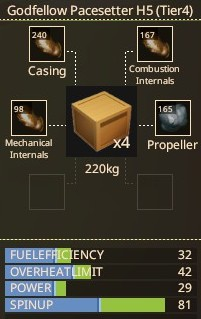 Godfellow Pacesetter H5 (Tier4)
240
167
Casing
Combustion
Internals
98
165
x4
Mechanical
Internals
Propeller
220kg
FUELEFFICIENCY 32
OVERHEATLIMIT 42
POWER 29
SPINUP 81